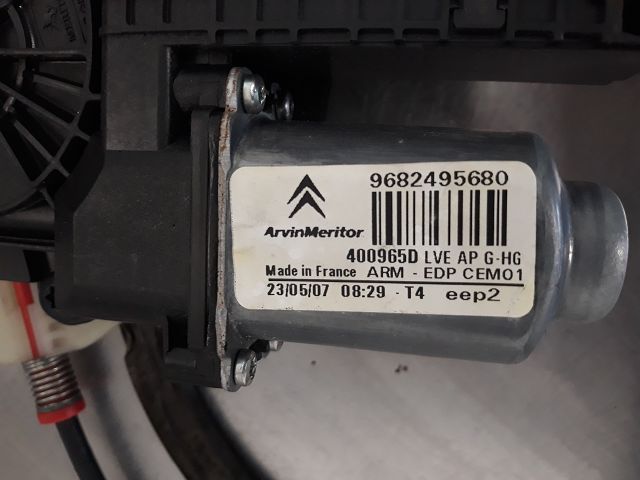 9682495680
ArvinMeritor
400965D LVE AP G-HG
Made in France ARM - EDP CEM01
23/05/07 08:29 - T4 eep2